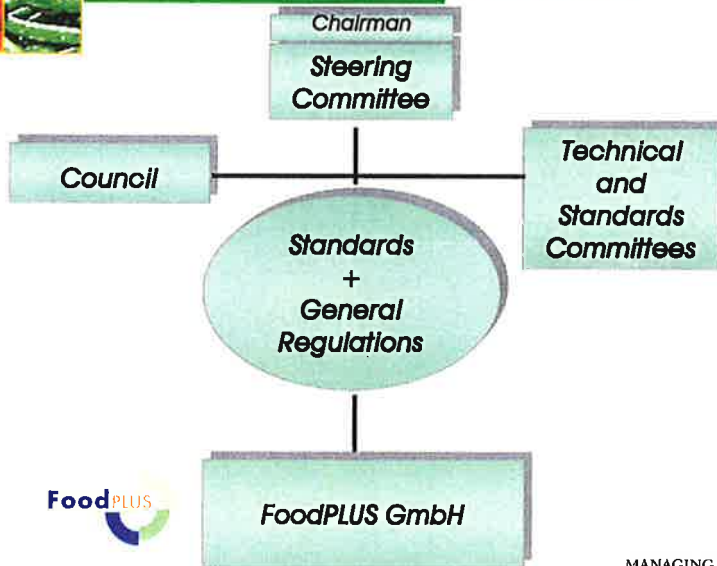 Chairman
Steering
Committee
Council
Technical
and
Standards
Committees
Standards
+
General
Regulations
FoodPLUS
FoodPLUS GmbH
MANAGING